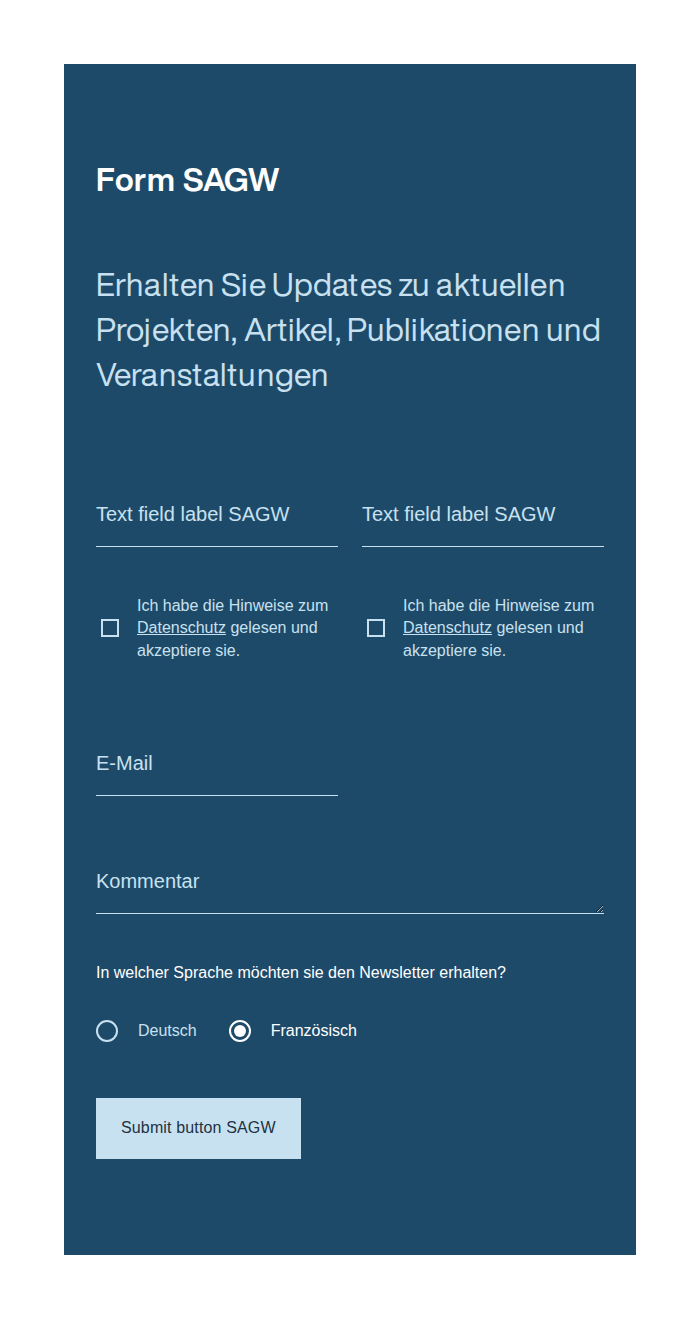 Form SAGW
Erhalten Sie Updates zu aktuellen
Projekten, Artikel, Publikationen und
Veranstaltungen
Text field label SAGW
Text field label SAGW
Ich habe die Hinweise zum
Datenschutz gelesen und
akzeptiere sie.
Ich habe die Hinweise zum
Datenschutz gelesen und
akzeptiere sie.
E-Mail
Kommentar
In welcher Sprache möchten sie den Newsletter erhalten?
Deutsch
Französisch
Submit button SAGW